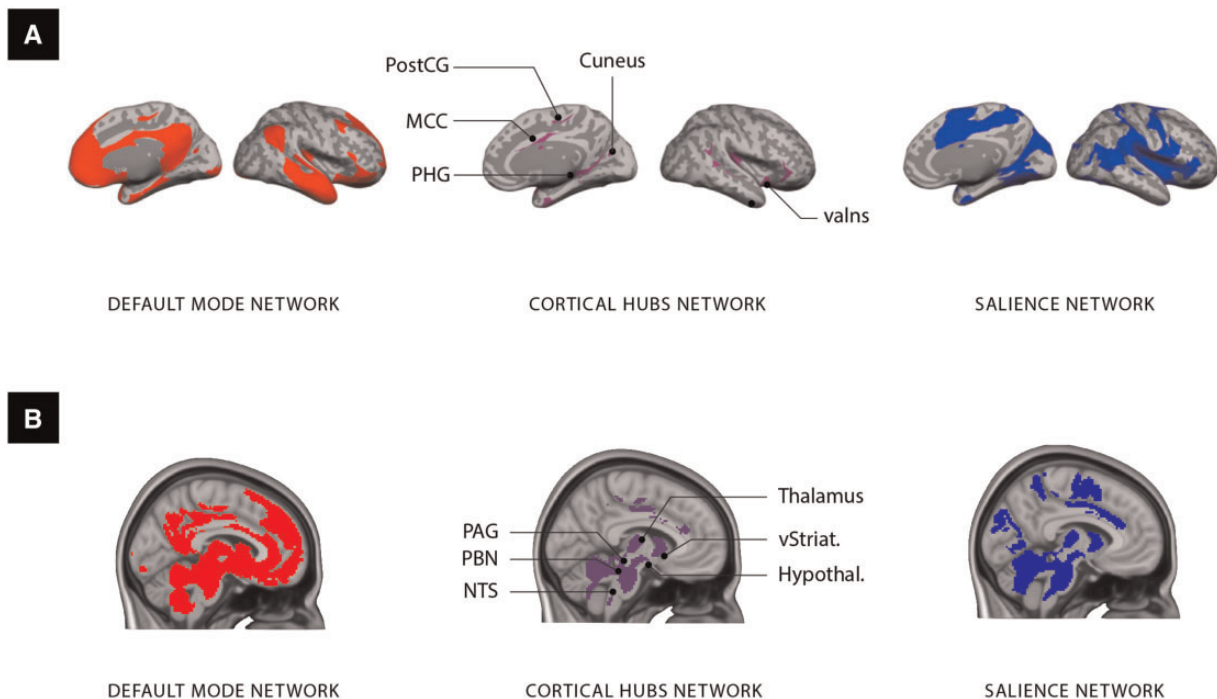 A
PostCG
Cuneus
MCC
PHG
vaIns
DEFAULT MODE NETWORK
CORTICAL HUBS NETWORK
SALIENCE NETWORK
B
PAG
PBN
NTS
Thalamus
vStriat.
Hypothal.
DEFAULT MODE NETWORK
CORTICAL HUBS NETWORK
SALIENCE NETWORK